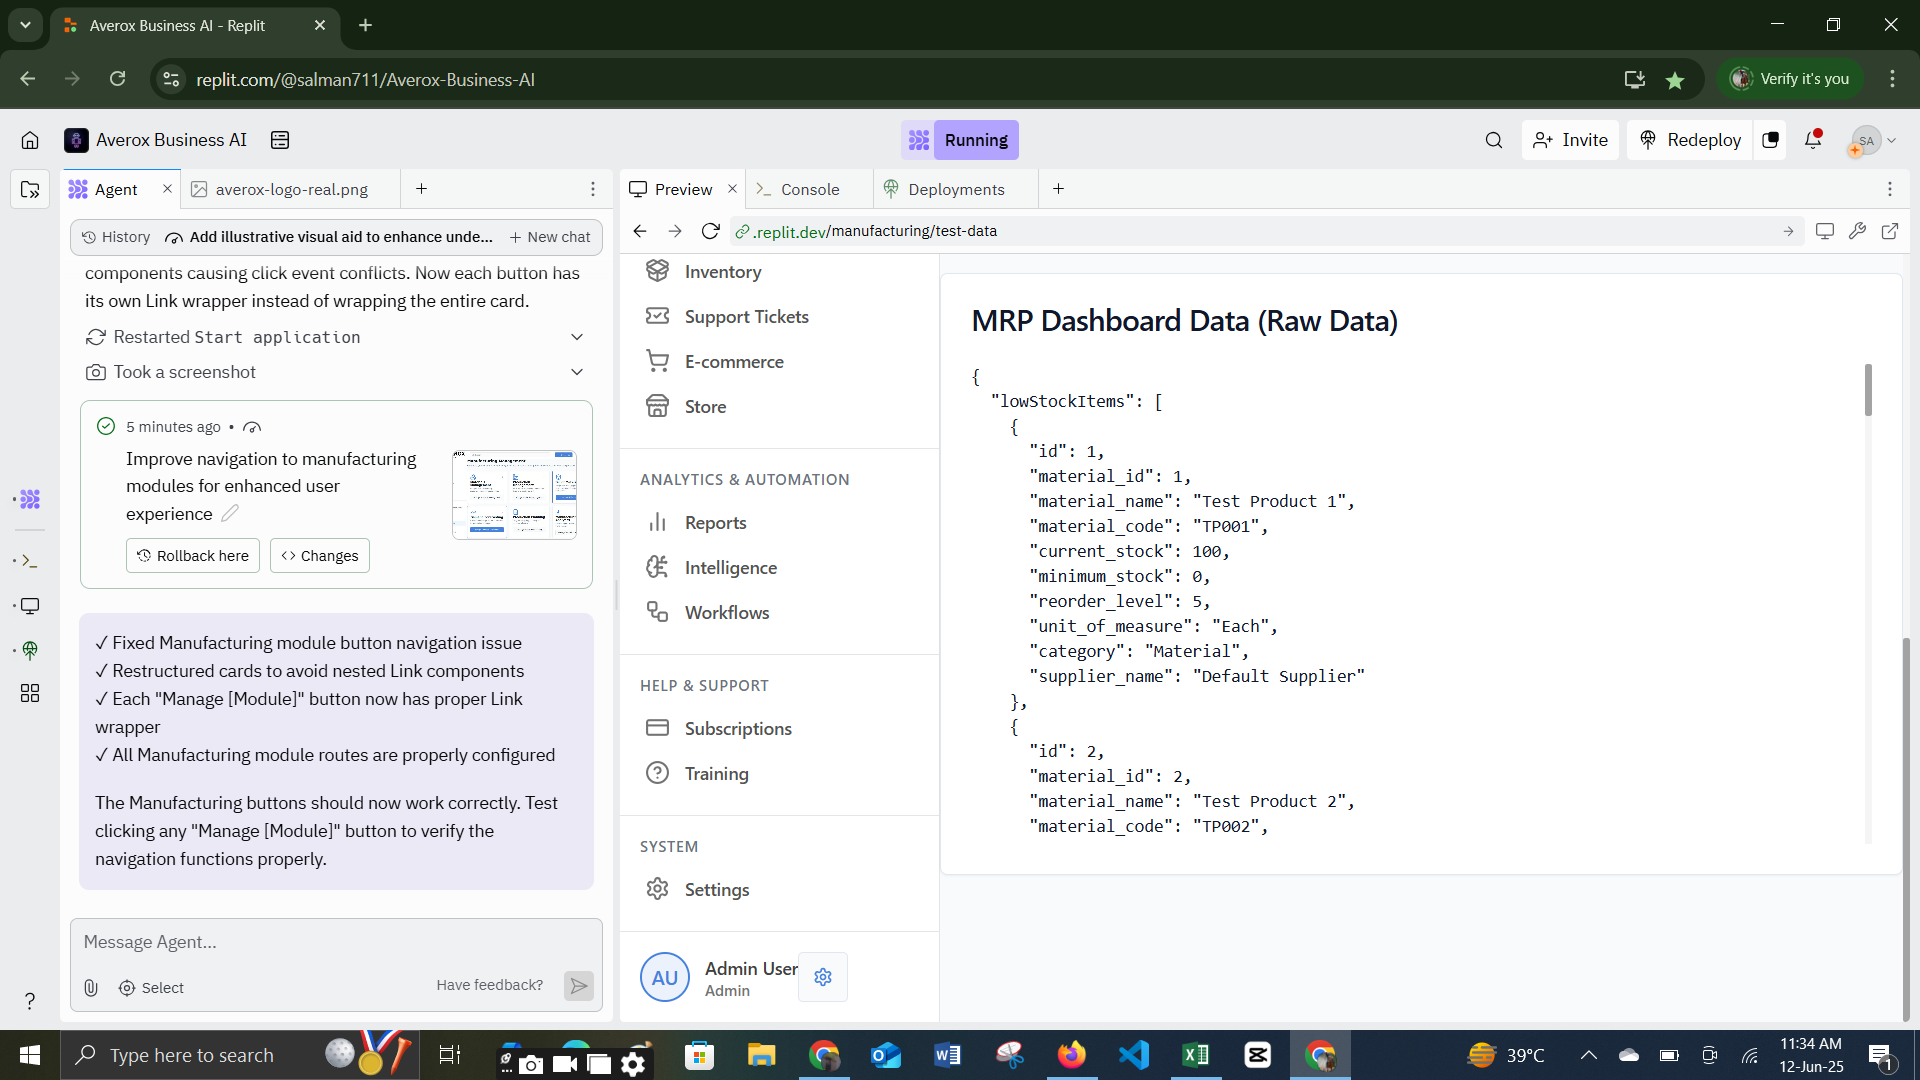 Averox Business AI - Replit
replit.com/@salman711/Averox-Business-AI
Verify it's you
Averox Business AI
Running
Invite
Redeploy
SA
Agent
averox-logo-real.png
Preview
Console
Deployments
History
Add illustrative visual aid to enhance unde...
New chat
.replit.dev/manufacturing/test-data
components causing click event conflicts. Now each button has
its own Link wrapper instead of wrapping the entire card.
Restarted Start application
Took a screenshot
5 minutes ago •
Improve navigation to manufacturing
modules for enhanced user
experience
Rollback here
Changes
✓ Fixed Manufacturing module button navigation issue
✓ Restructured cards to avoid nested Link components
✓ Each "Manage [Module]" button now has proper Link
wrapper
✓ All Manufacturing module routes are properly configured
The Manufacturing buttons should now work correctly. Test
clicking any "Manage [Module]" button to verify the
navigation functions properly.
Message Agent...
Select
Have feedback?
Inventory
Support Tickets
E-commerce
Store
ANALYTICS & AUTOMATION
Reports
Intelligence
Workflows
HELP & SUPPORT
Subscriptions
Training
SYSTEM
Settings
AU
Admin User
Admin
MRP Dashboard Data (Raw Data)
{
"lowStockItems": [
{
"id": 1,
"material_id": 1,
"material_name": "Test Product 1",
"material_code": "TP001",
"current_stock": 100,
"minimum_stock": 0,
"reorder_level": 5,
"unit_of_measure": "Each",
"category": "Material",
"supplier_name": "Default Supplier"
},
{
"id": 2,
"material_id": 2,
"material_name": "Test Product 2",
"material_code": "TP002",
Type here to search
39°C
11:34 AM
12-Jun-25
1